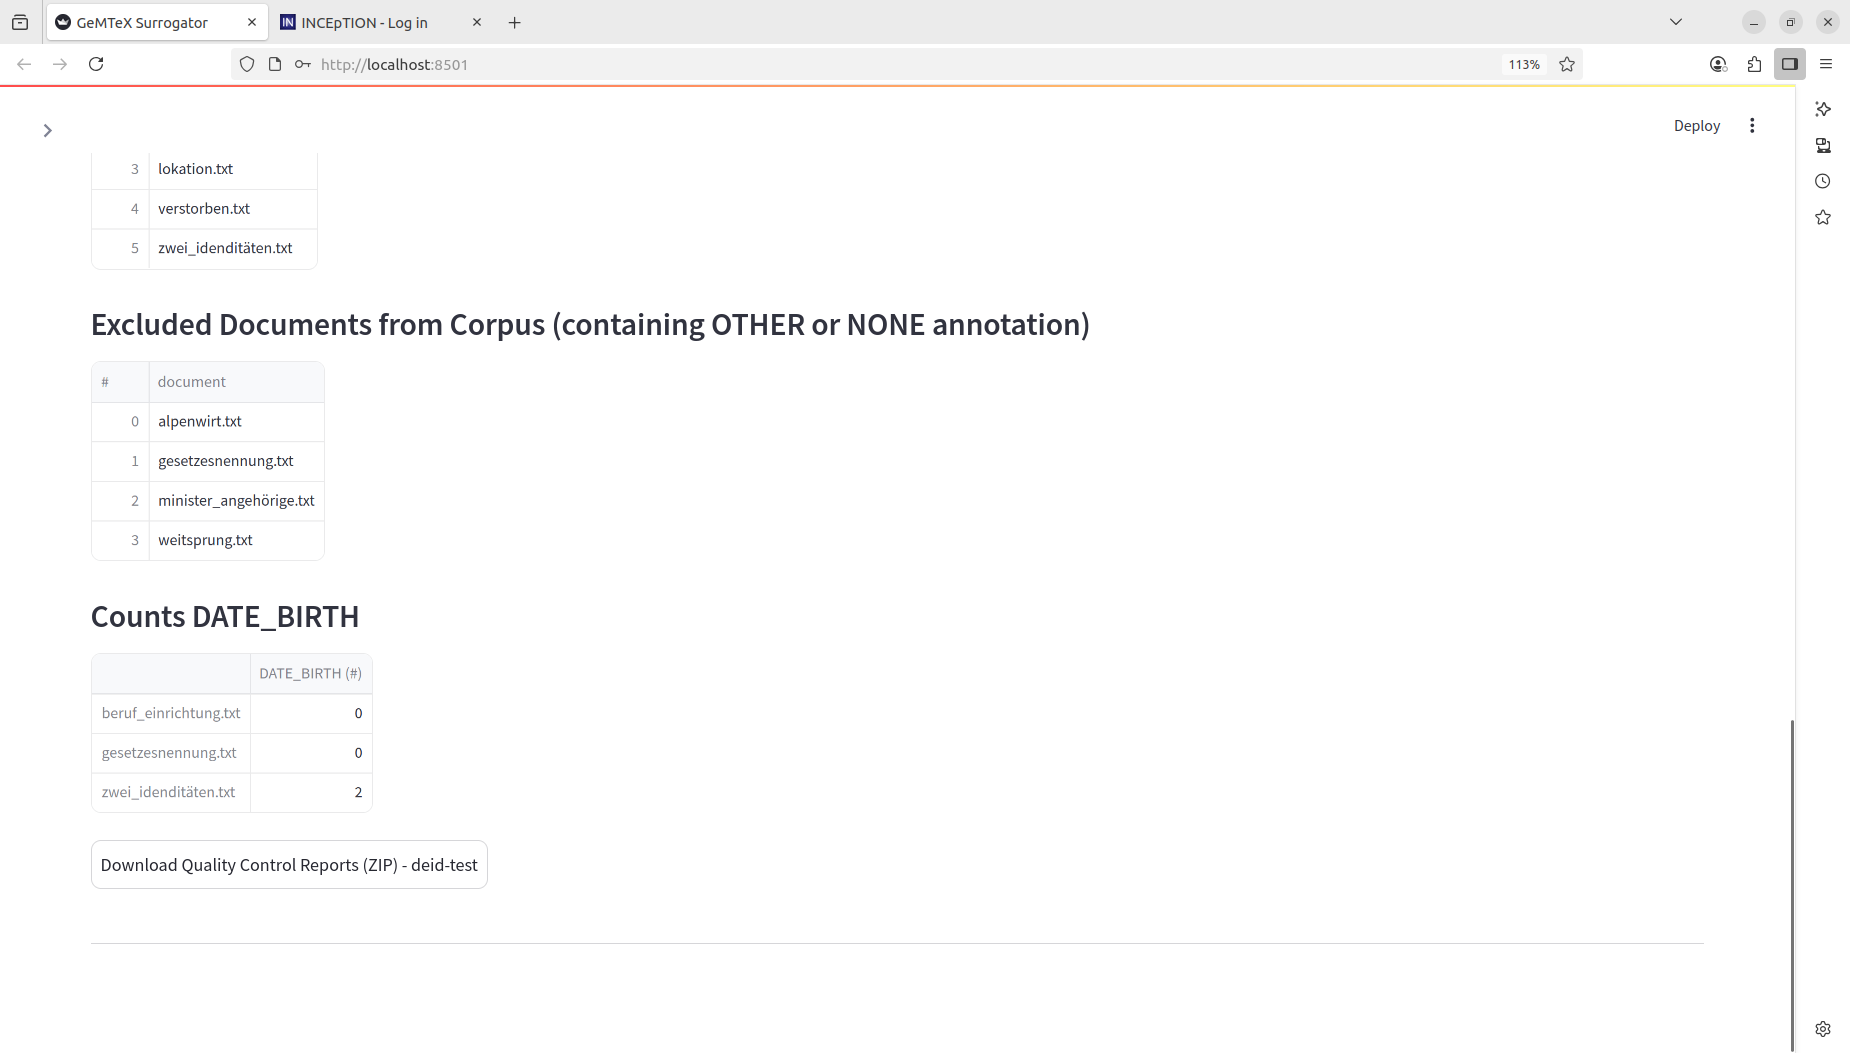 GeMTeX Surrogator
INCEpTION - Log in
http://localhost:8501
113%
Deploy
3 lokation.txt
4 verstorben.txt
5 zwei_idenditäten.txt
Excluded Documents from Corpus (containing OTHER or NONE annotation)
# document
0 alpenwirt.txt
1 gesetzesnennung.txt
2 minister_angehörige.txt
3 weitsprung.txt
Counts DATE_BIRTH
DATE_BIRTH (#)
beruf_einrichtung.txt 0
gesetzesnennung.txt 0
zwei_idenditäten.txt 2
Download Quality Control Reports (ZIP) - deid-test